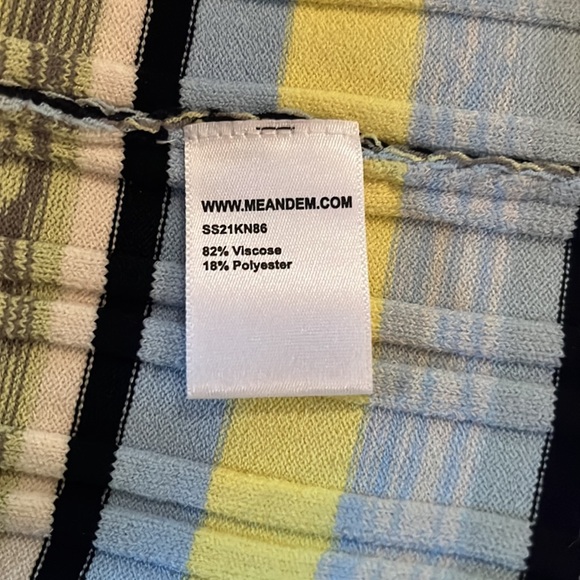 WWW.MEANDEM.COM
SS21KN86
82% Viscose
18% Polyester